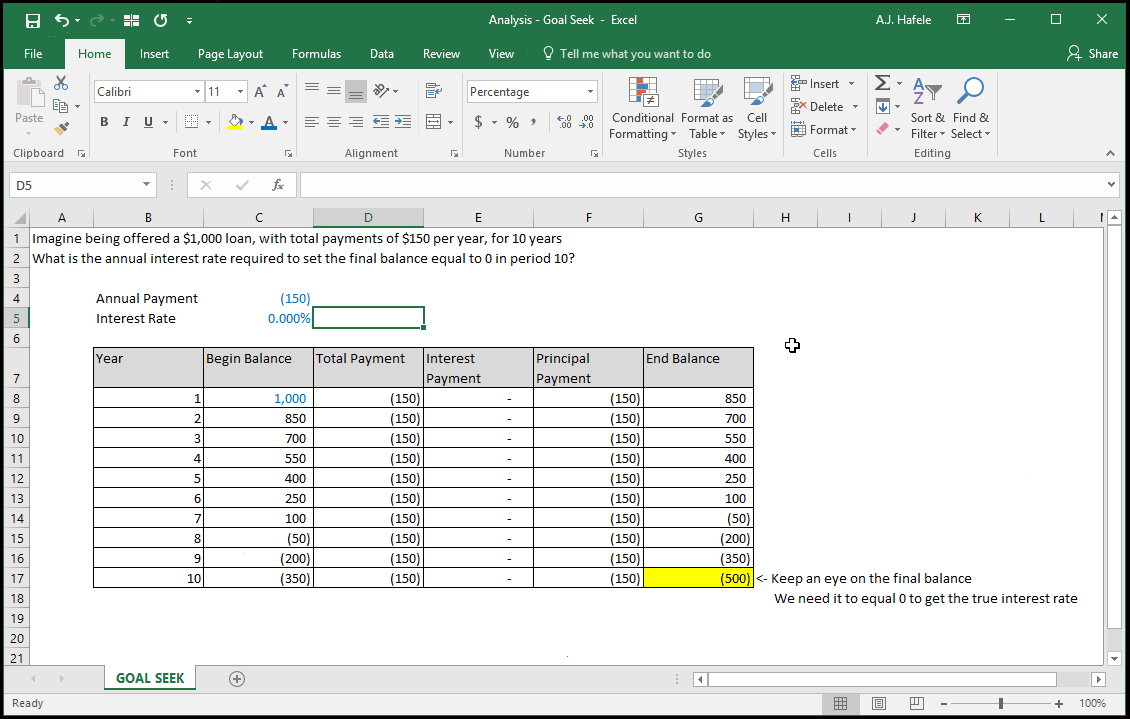 Analysis - Goal Seek - Excel
A.J. Hafele
File Home Insert Page Layout Formulas Data Review View Tell me what you want to do Share
Paste
Calibri 11
B I U A
Percentage
$ % ,
Conditional Formatting
Format as Table
Cell Styles
Insert
Delete
Format
Sort & Filter
Find & Select
Clipboard Font Alignment Number Styles Cells Editing
D5 fx
A B C D E F G H I J K L
1 Imagine being offered a $1,000 loan, with total payments of $150 per year, for 10 years
2 What is the annual interest rate required to set the final balance equal to 0 in period 10?
3
4 Annual Payment (150)
5 Interest Rate 0.000%
6
7 Year Begin Balance Total Payment Interest Payment Principal Payment End Balance
8 1 1,000 (150) - (150) 850
9 2 850 (150) - (150) 700
10 3 700 (150) - (150) 550
11 4 550 (150) - (150) 400
12 5 400 (150) - (150) 250
13 6 250 (150) - (150) 100
14 7 100 (150) - (150) (50)
15 8 (50) (150) - (150) (200)
16 9 (200) (150) - (150) (350)
17 10 (350) (150) - (150) (500) <- Keep an eye on the final balance
18 We need it to equal 0 to get the true interest rate
19
20
21
GOAL SEEK
Ready 100%